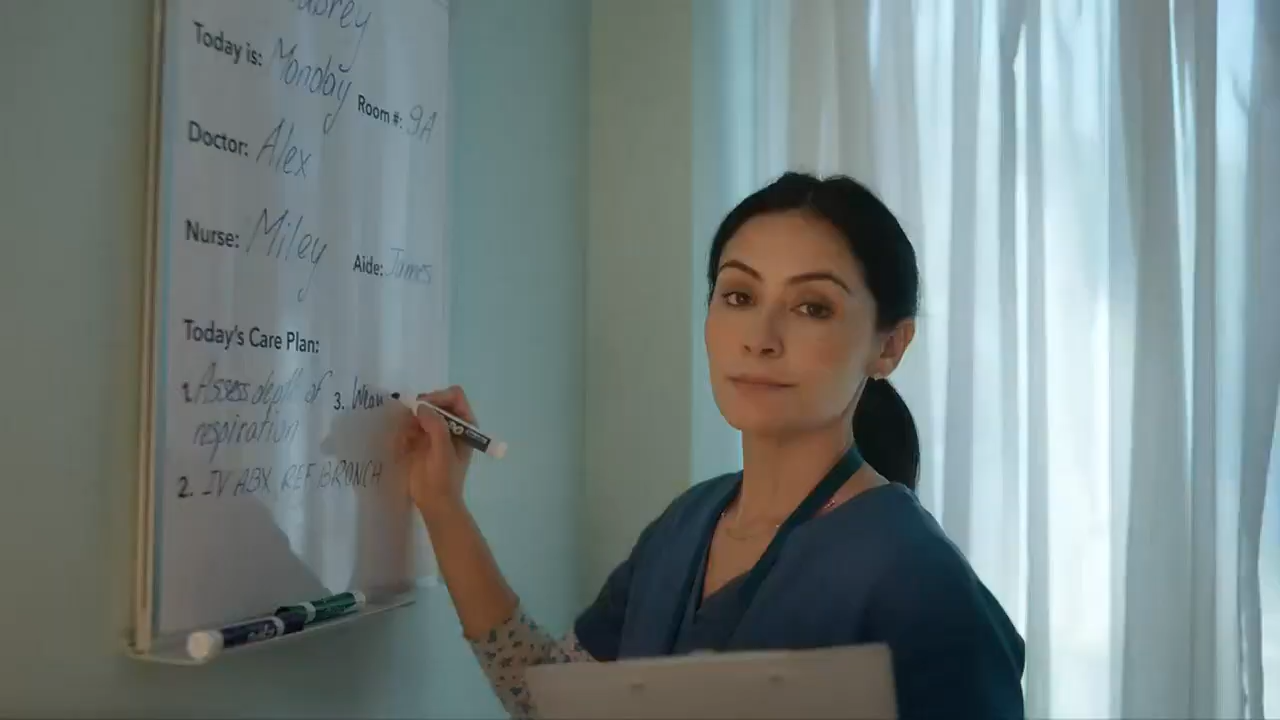 Today is: Monday
Room #: 9A
Doctor: Alex
Nurse: Miley
Aide: James
Today's Care Plan:
1. Assess depth of
respiration
2. IV ABX REF BRONCH
3. Wean